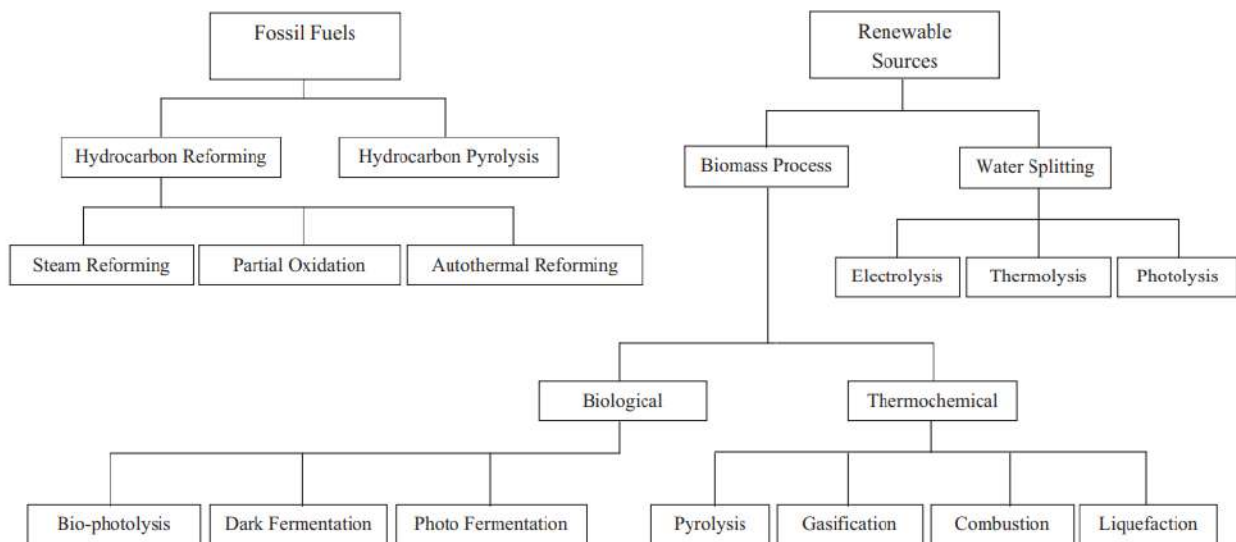 Fossil Fuels
Renewable
Sources
Hydrocarbon Reforming
Hydrocarbon Pyrolysis
Biomass Process
Water Splitting
Steam Reforming
Partial Oxidation
Autothermal Reforming
Electrolysis
Thermolysis
Photolysis
Biological
Thermochemical
Bio-photolysis
Dark Fermentation
Photo Fermentation
Pyrolysis
Gasification
Combustion
Liquefaction